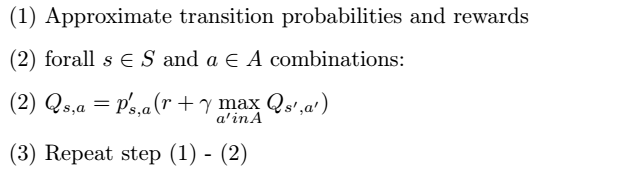 (1) Approximate transition probabilities and rewards
(2) forall s ∈ S and a ∈ A combinations:
(2) Q_{s,a} = p'_{s,a}(r + γ max_{a'inA} Q_{s',a'})
(3) Repeat step (1) - (2)